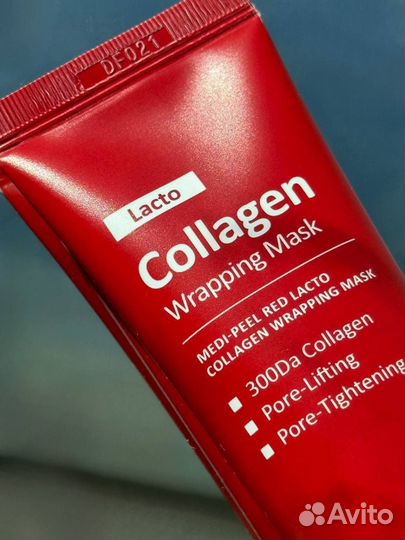 DF021
Lacto
Collagen
Wrapping Mask
MEDI-PEEL RED LACTO
COLLAGEN WRAPPING MASK
300Da Collagen
Pore-Lifting
Pore-Tightening
Avito